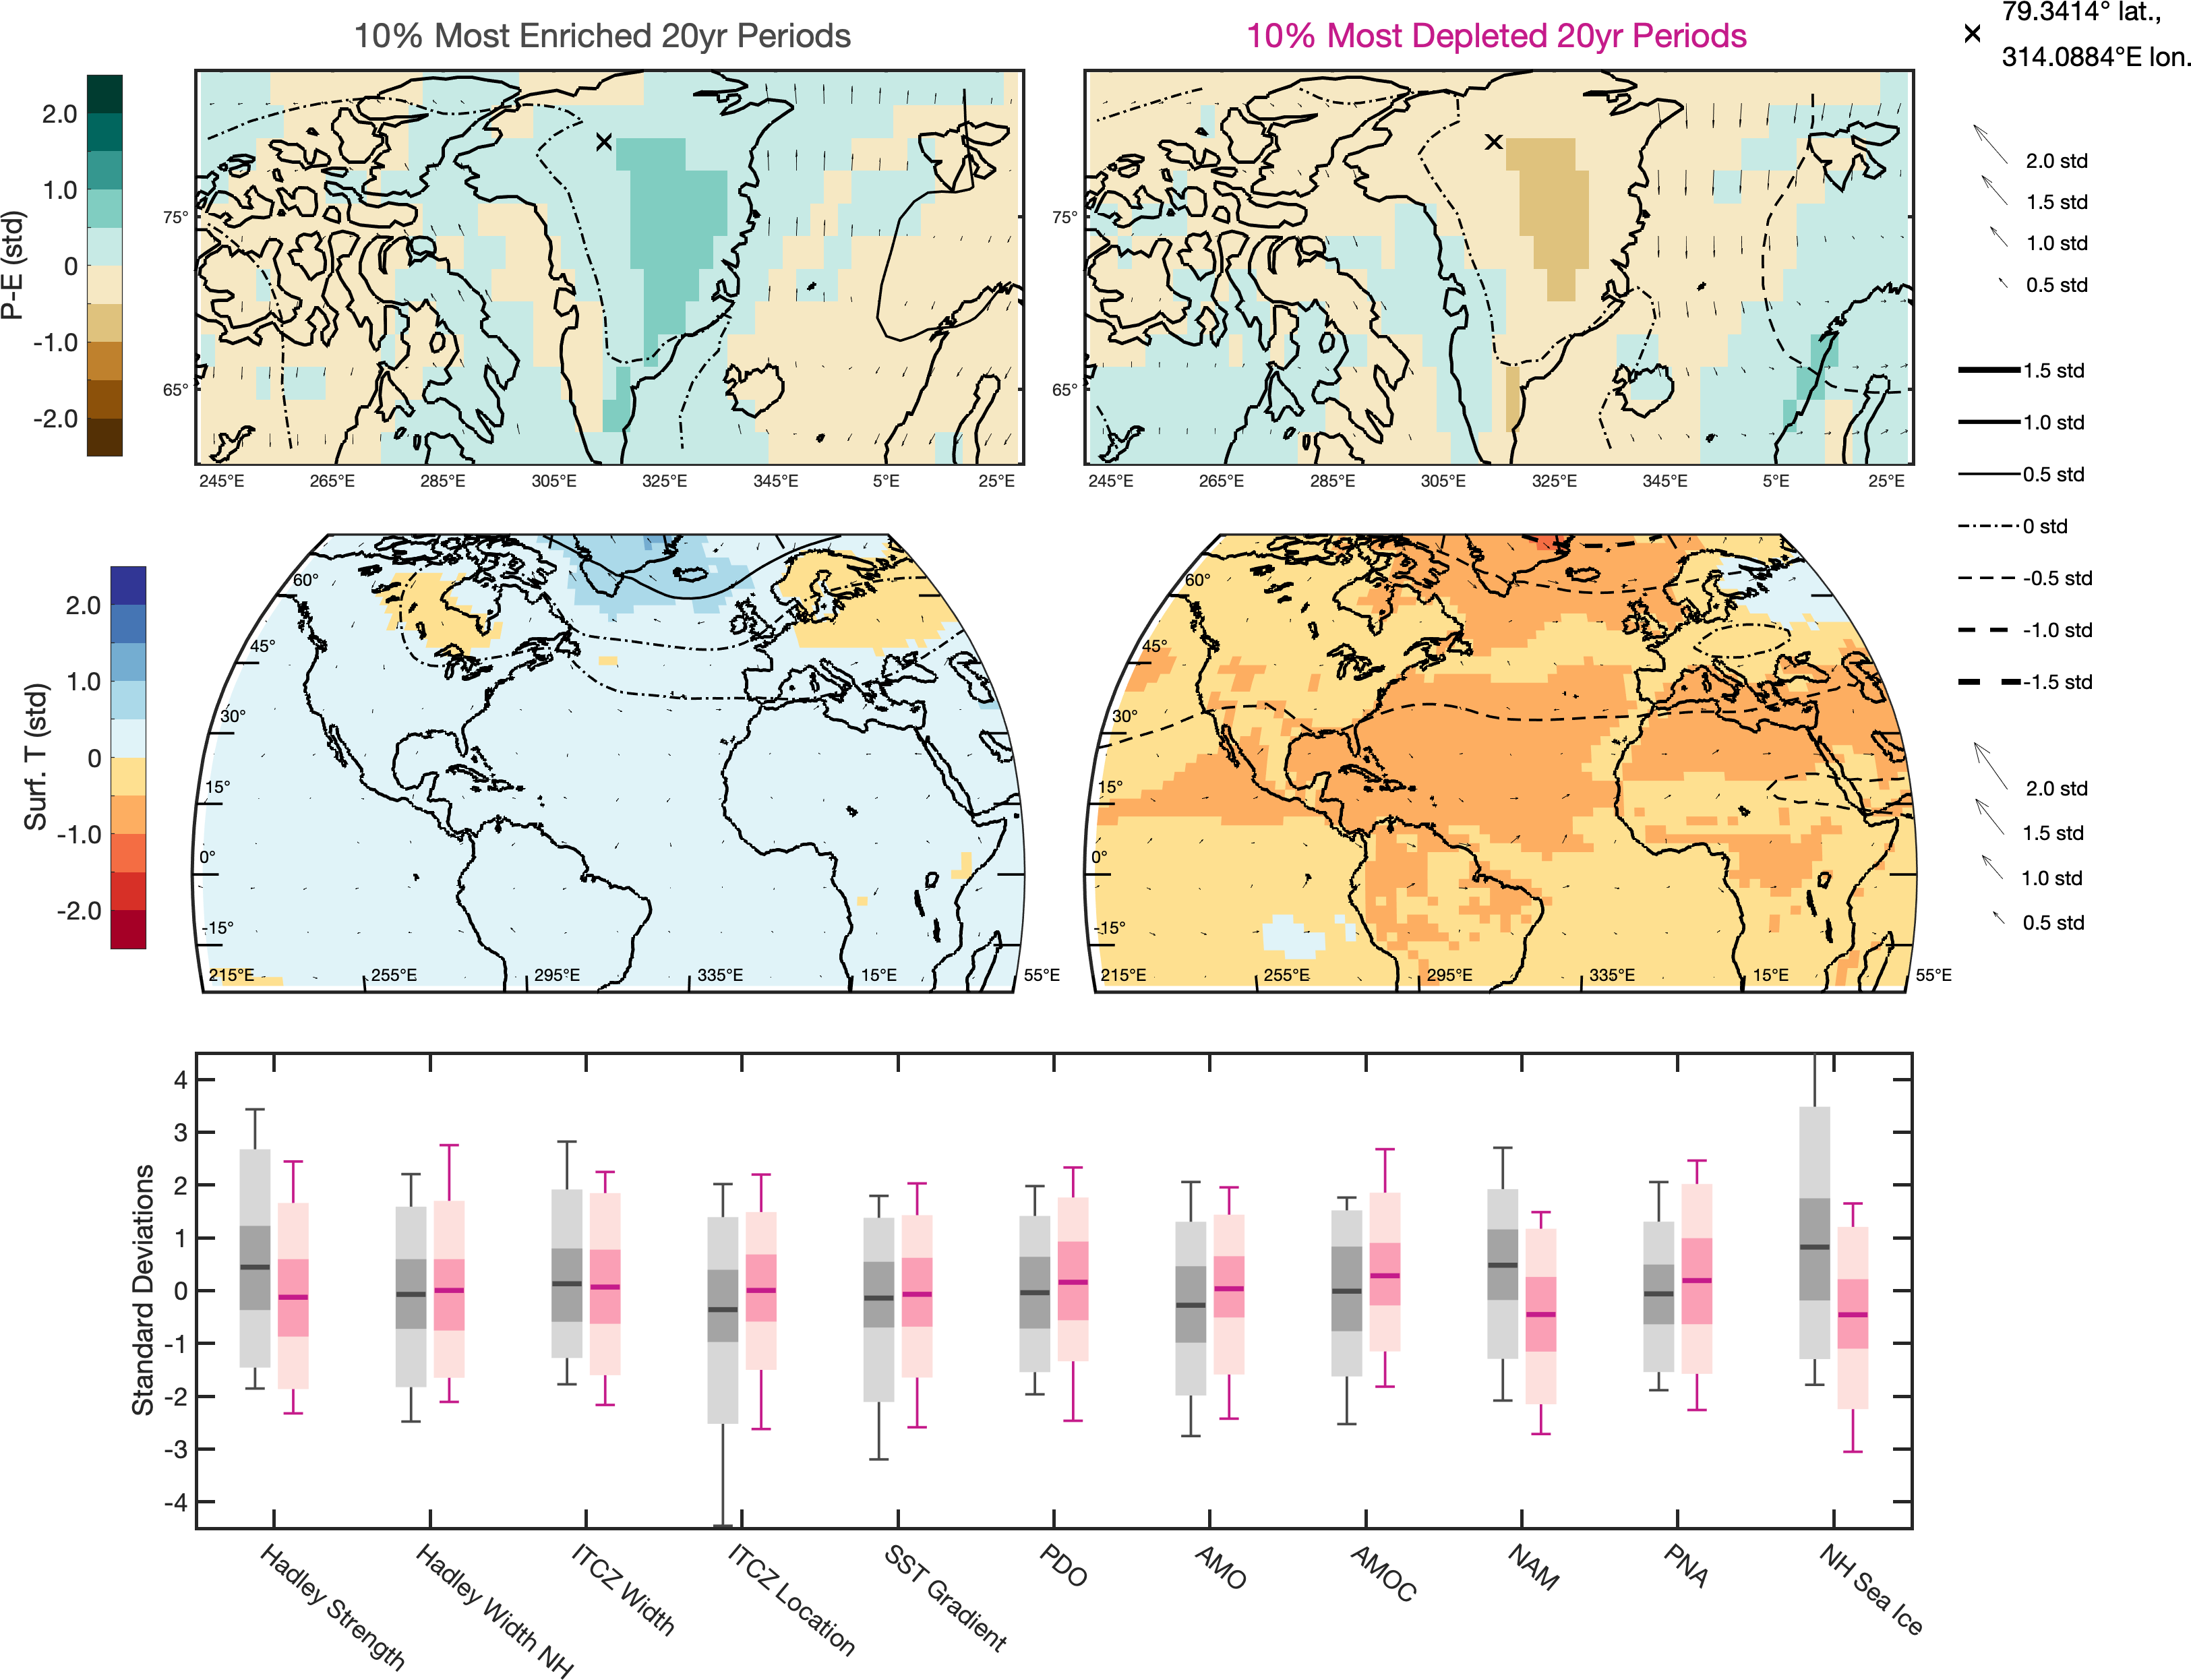 10% Most Enriched 20yr Periods
10% Most Depleted 20yr Periods
79.3414° lat.,
314.0884°E lon.
P-E (std)
2.0
1.0
0
-1.0
-2.0
75°
65°
245°E 265°E 285°E 305°E 325°E 345°E 5°E 25°E
75°
65°
245°E 265°E 285°E 305°E 325°E 345°E 5°E 25°E
2.0 std
1.5 std
1.0 std
0.5 std
1.5 std
1.0 std
0.5 std
0 std
-0.5 std
-1.0 std
-1.5 std
Surf. T (std)
2.0
1.0
0
-1.0
-2.0
60°
45°
30°
15°
0°
-15°
215°E 255°E 295°E 335°E 15°E 55°E
60°
45°
30°
15°
0°
-15°
215°E 255°E 295°E 335°E 15°E 55°E
2.0 std
1.5 std
1.0 std
0.5 std
Standard Deviations
4
3
2
1
0
-1
-2
-3
-4
Hadley Strength
Hadley Width NH
ITCZ Width
ITCZ Location
SST Gradient
PDO
AMO
AMOC
NAM
PNA
NH Sea Ice